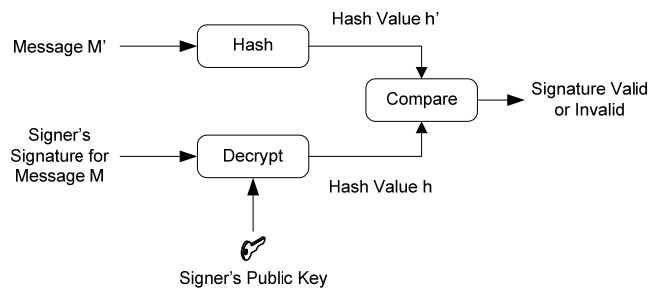 Hash Value h’
Message M’
Hash
Compare
Signature Valid
or Invalid
Signer’s
Signature for
Message M
Decrypt
Hash Value h
Signer’s Public Key